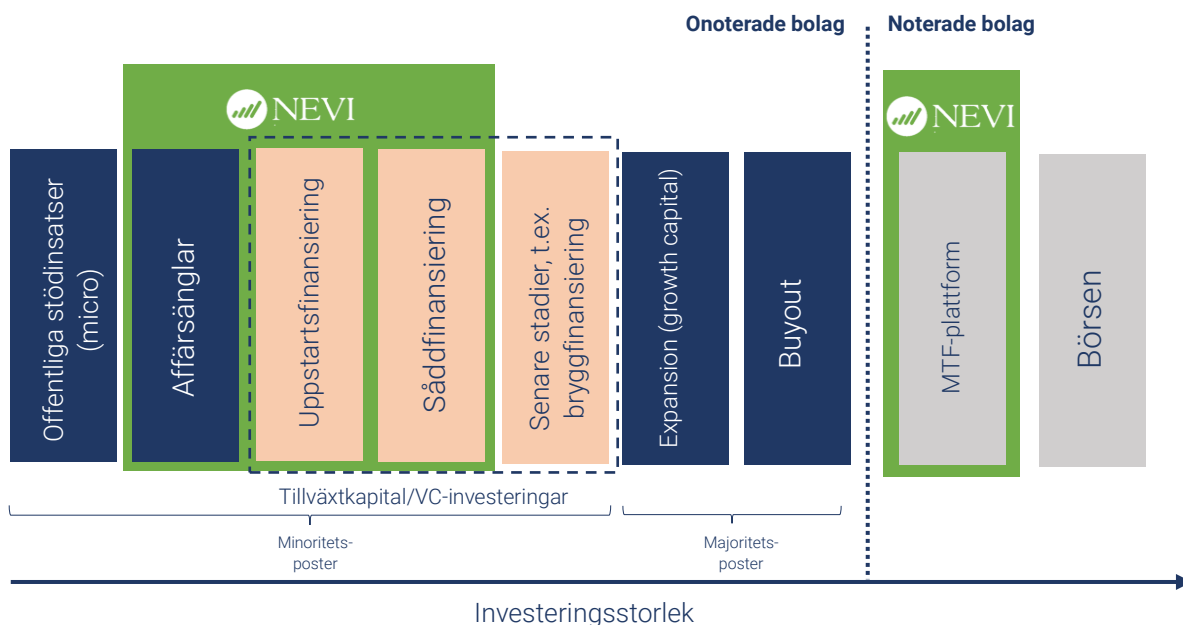 Onoterade bolag
Noterade bolag
NEVI
NEVI
Offentliga stödinsatser
(micro)
Affärsänglar
Uppstartsfinansiering
Såddfinansiering
Senare stadier, t.ex.
bryggfinansiering
Expansion (growth capital)
Buyout
MTF-plattform
Börsen
Tillväxtkapital/VC-investeringar
Minoritets-
poster
Majoritets-
poster
Investeringsstorlek